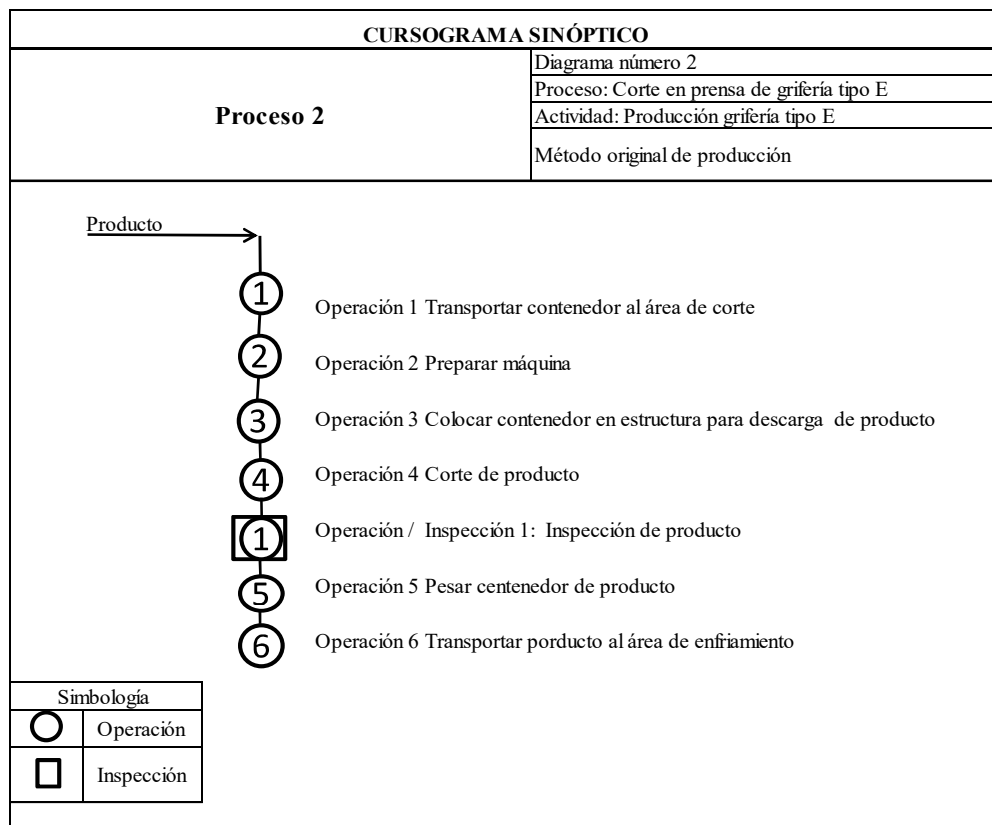 CURSOGRAMA SINÓPTICO
Proceso 2
Diagrama número 2
Proceso: Corte en prensa de grifería tipo E
Actividad: Producción grifería tipo E
Método original de producción
Producto
1
Operación 1 Transportar contenedor al área de corte
2
Operación 2 Preparar máquina
3
Operación 3 Colocar contenedor en estructura para descarga de producto
4
Operación 4 Corte de producto
1
Operación / Inspección 1: Inspección de producto
5
Operación 5 Pesar centenedor de producto
6
Operación 6 Transportar porducto al área de enfriamiento
Simbología
Operación
Inspección